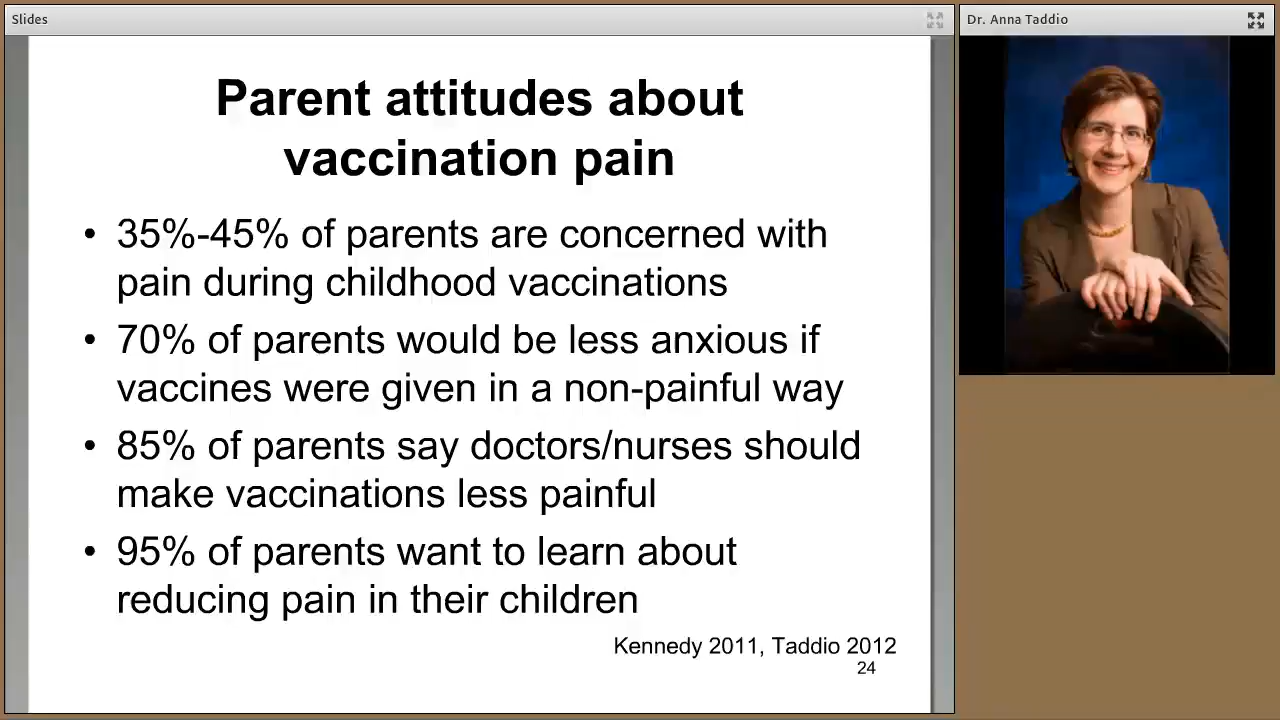 Slides
Dr. Anna Taddio
Parent attitudes about
vaccination pain
• 35%-45% of parents are concerned with
pain during childhood vaccinations
• 70% of parents would be less anxious if
vaccines were given in a non-painful way
• 85% of parents say doctors/nurses should
make vaccinations less painful
• 95% of parents want to learn about
reducing pain in their children
Kennedy 2011, Taddio 2012
24